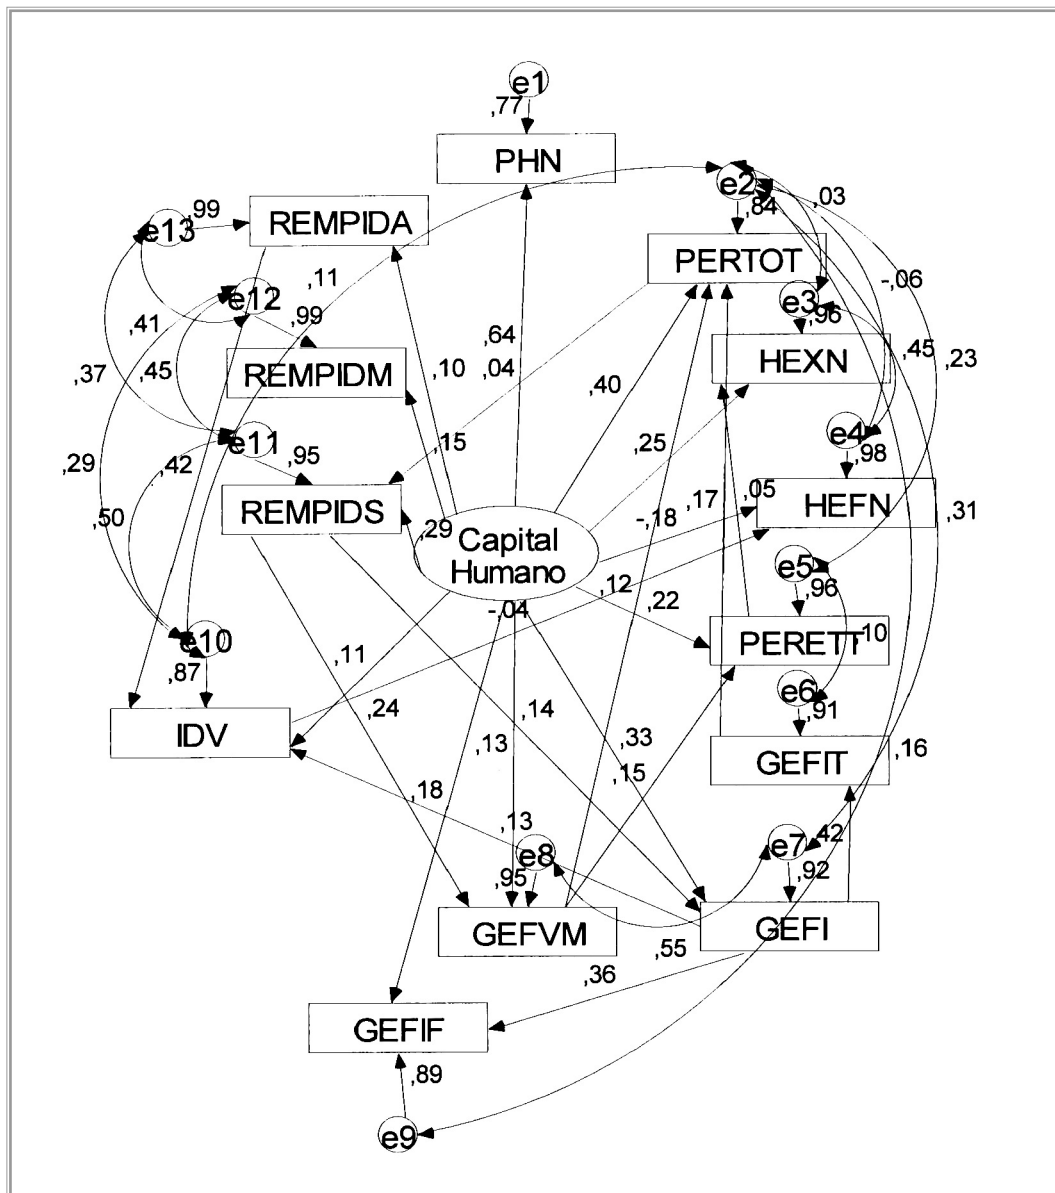 e1
,77
PHN
e2
,03
,84
,99
e13
REMPIDA
PERTOT
,11
e12
-,06
e3
,96
,99
,41
,64
HEXN
,45
,23
,37
,45
REMPIDM
,10
,04
,40
e11
e4
,25
,15
,98
,29
,42
,95
REMPIDS
,05
HEFN
,50
,17
,31
-,18
,29
Capital
Humano
e5
,96
,12
,22
-,04
e10
PERETT
,10
,87
,11
e6
,91
,24
,14
IDV
,33
,13
GEFIT
,16
,15
,18
,13
e7
,42
e8
,92
,95
GEFVM
GEFI
,55
,36
GEFIF
,89
e9